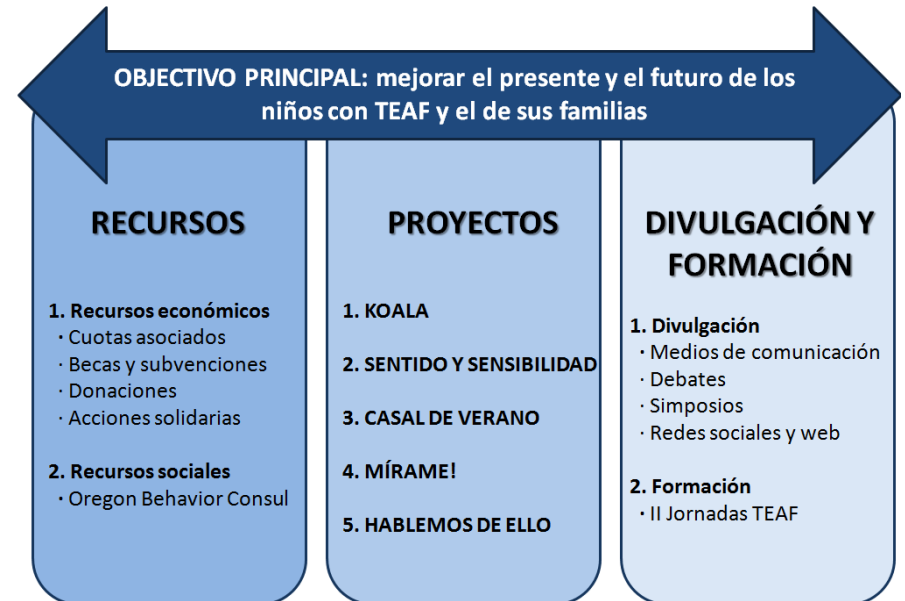 OBJECTIVO PRINCIPAL: mejorar el presente y el futuro de los
niños con TEAF y el de sus familias
RECURSOS
1. Recursos económicos
· Cuotas asociados
· Becas y subvenciones
· Donaciones
· Acciones solidarias
2. Recursos sociales
· Oregon Behavior Consul
PROYECTOS
1. KOALA
2. SENTIDO Y SENSIBILIDAD
3. CASAL DE VERANO
4. MÍRAME!
5. HABLEMOS DE ELLO
DIVULGACIÓN Y
FORMACIÓN
1. Divulgación
· Medios de comunicación
· Debates
· Simposios
· Redes sociales y web
2. Formación
· II Jornadas TEAF